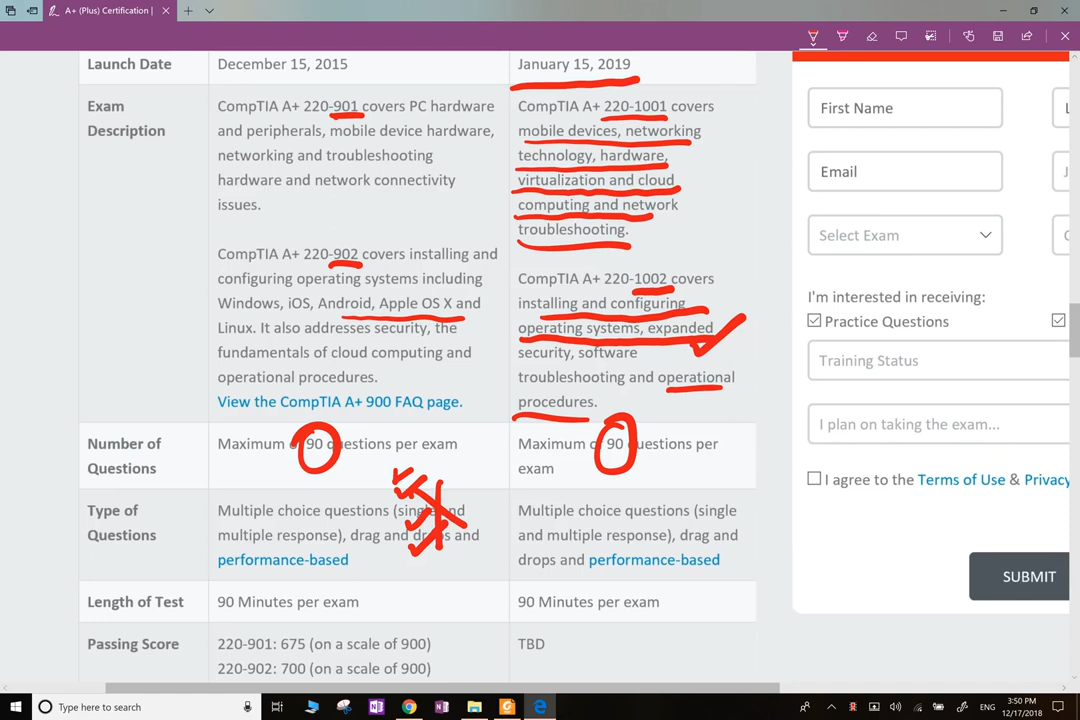 A+ (Plus) Certification |
Launch Date
December 15, 2015
January 15, 2019
Exam
Description
CompTIA A+ 220-901 covers PC hardware
and peripherals, mobile device hardware,
networking and troubleshooting
hardware and network connectivity
issues.
CompTIA A+ 220-902 covers installing and
configuring operating systems including
Windows, iOS, Android, Apple OS X and
Linux. It also addresses security, the
fundamentals of cloud computing and
operational procedures.
View the CompTIA A+ 900 FAQ page.
CompTIA A+ 220-1001 covers
mobile devices, networking
technology, hardware,
virtualization and cloud
computing and network
troubleshooting.
CompTIA A+ 220-1002 covers
installing and configuring
operating systems, expanded
security, software
troubleshooting and operational
procedures.
Number of
Questions
Maximum of 90 questions per exam
Maximum of 90 questions per
exam
Type of
Questions
Multiple choice questions (single and
multiple response), drag and drops and
performance-based
Multiple choice questions (single
and multiple response), drag and
drops and performance-based
Length of Test
90 Minutes per exam
90 Minutes per exam
Passing Score
220-901: 675 (on a scale of 900)
220-902: 700 (on a scale of 900)
TBD
First Name
Email
Select Exam
I'm interested in receiving:
Practice Questions
Training Status
I plan on taking the exam...
I agree to the Terms of Use & Privacy
SUBMIT
Type here to search
ENG
3:50 PM
12/17/2018